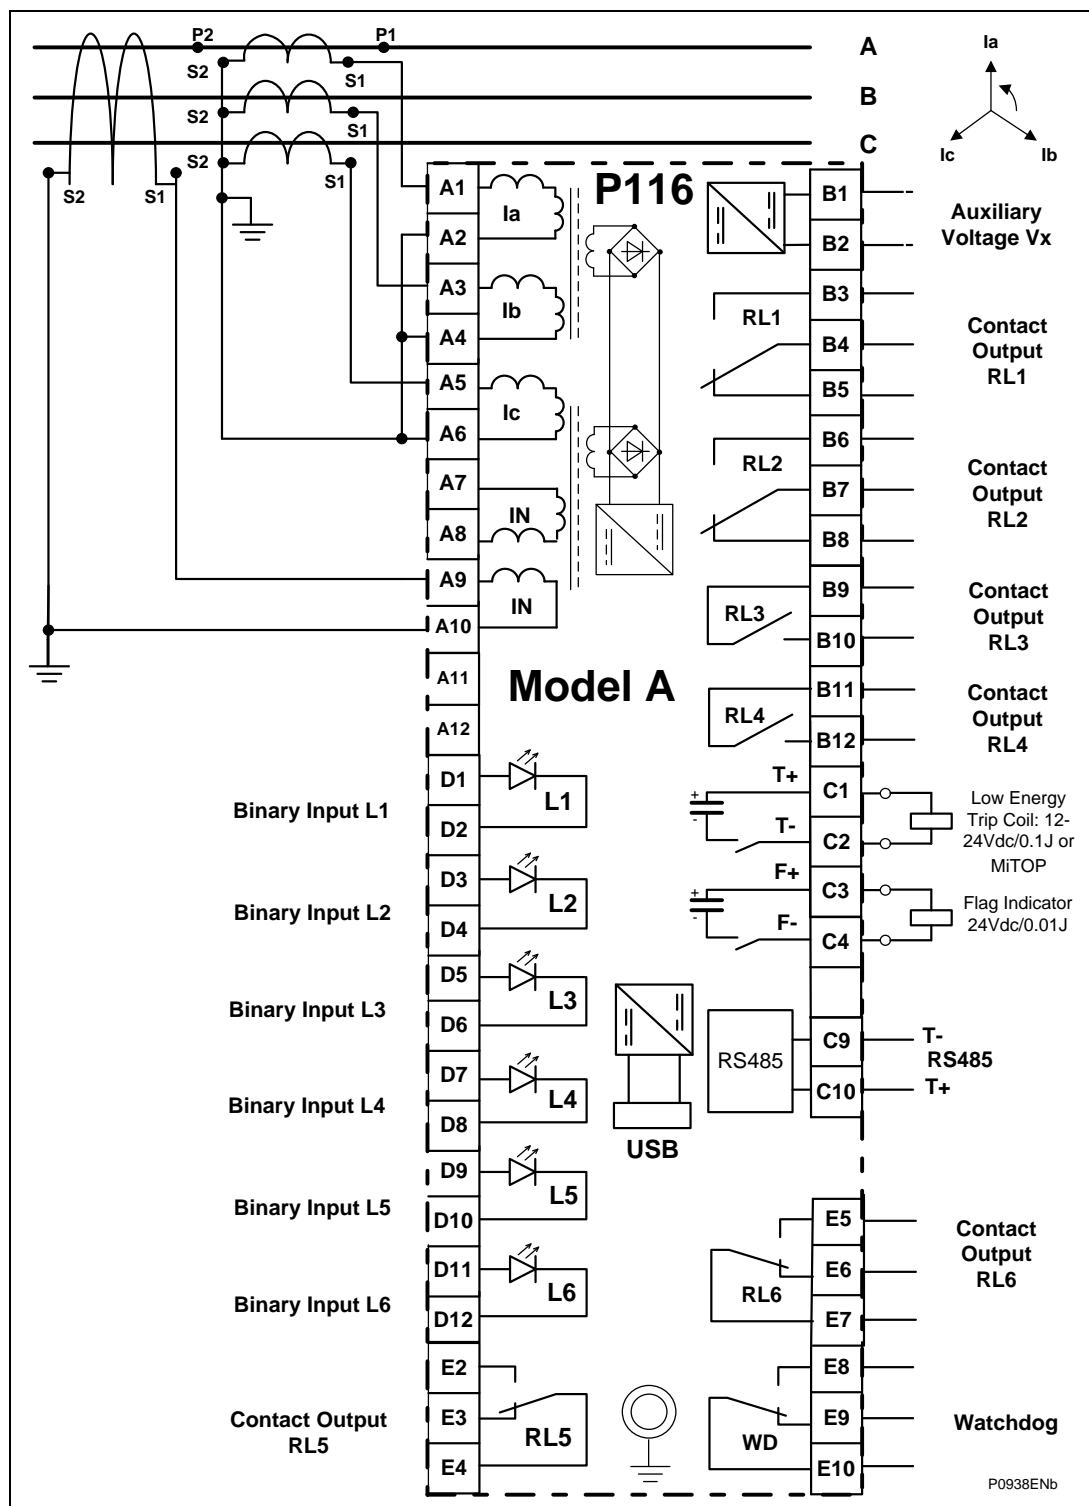 P2
P1
A
Ia
S2
S1
B
S2
S1
C
Ic
Ib
S2
S1
S2
S1
P116
A1
Ia
A2
A3
Ib
A4
A5
Ic
A6
A7
IN
A8
A9
IN
A10
A11
A12
Model A
B1
B2
Auxiliary
Voltage Vx
B3
RL1
B4
B5
Contact
Output
RL1
B6
RL2
B7
B8
Contact
Output
RL2
B9
RL3
B10
Contact
Output
RL3
B11
RL4
B12
Contact
Output
RL4
T+
C1
+
-
T-
C2
Low Energy
Trip Coil: 12-
24Vdc/0.1J or
MiTOP
F+
C3
+
-
F-
C4
Flag Indicator
24Vdc/0.01J
Binary Input L1
D1
L1
D2
Binary Input L2
D3
L2
D4
Binary Input L3
D5
L3
D6
Binary Input L4
D7
L4
D8
Binary Input L5
D9
L5
D10
Binary Input L6
D11
L6
D12
USB
RS485
C9
T-
RS485
C10
T+
E5
E6
RL6
E7
Contact
Output
RL6
Contact Output
RL5
E2
E3
RL5
E4
E8
E9
WD
E10
Watchdog
P0938ENb